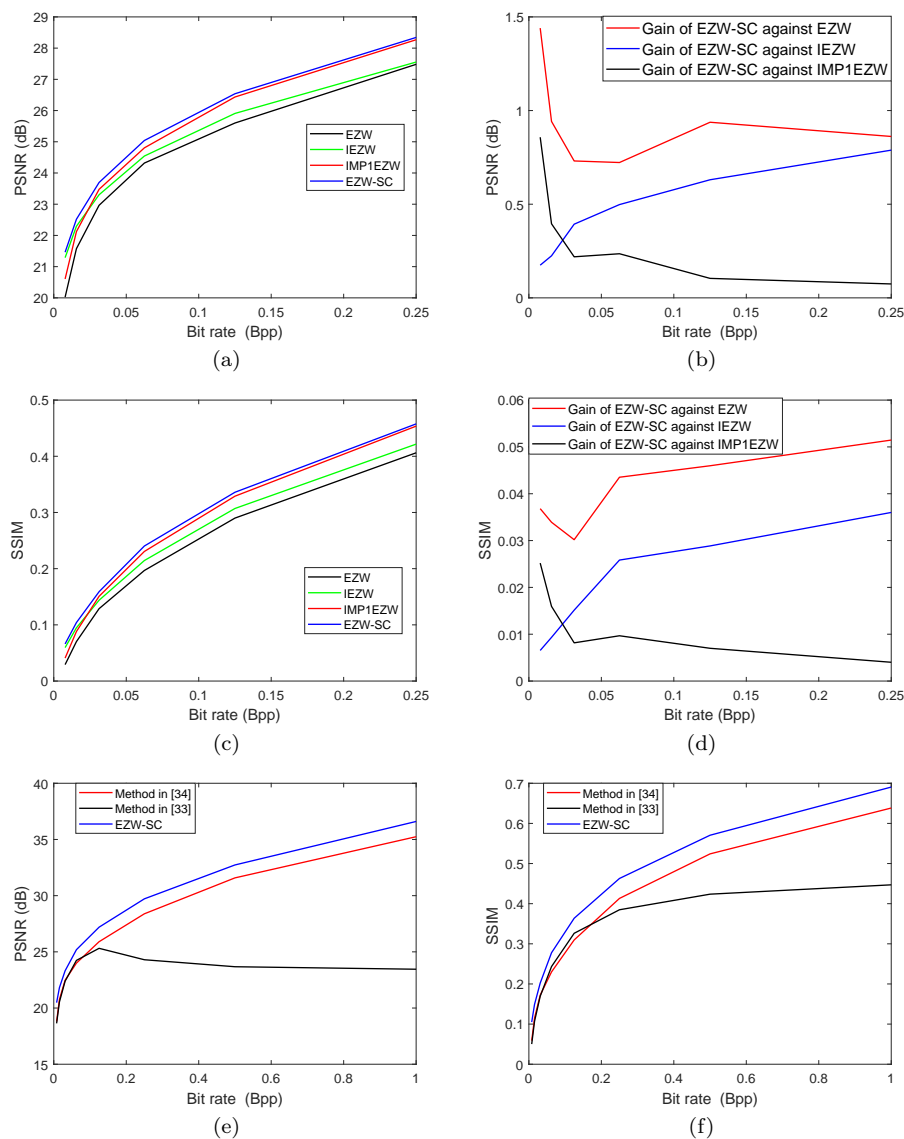 29
28
27
26
25
24
23
22
21
20
PSNR (dB)
EZW
IEZW
IMP1EZW
EZW-SC
0 0.05 0.1 0.15 0.2 0.25
Bit rate (Bpp)
(a)
1.5
1
0.5
0
PSNR (dB)
Gain of EZW-SC against EZW
Gain of EZW-SC against IEZW
Gain of EZW-SC against IMP1EZW
0 0.05 0.1 0.15 0.2 0.25
Bit rate (Bpp)
(b)
0.5
0.4
0.3
0.2
0.1
0
SSIM
EZW
IEZW
IMP1EZW
EZW-SC
0 0.05 0.1 0.15 0.2 0.25
Bit rate (Bpp)
(c)
0.06
0.05
0.04
0.03
0.02
0.01
0
SSIM
Gain of EZW-SC against EZW
Gain of EZW-SC against IEZW
Gain of EZW-SC against IMP1EZW
0 0.05 0.1 0.15 0.2 0.25
Bit rate (Bpp)
(d)
40
35
30
25
20
15
PSNR (dB)
Method in [34]
Method in [33]
EZW-SC
0 0.2 0.4 0.6 0.8 1
Bit rate (Bpp)
(e)
0.7
0.6
0.5
0.4
0.3
0.2
0.1
0
SSIM
Method in [34]
Method in [33]
EZW-SC
0 0.2 0.4 0.6 0.8 1
Bit rate (Bpp)
(f)